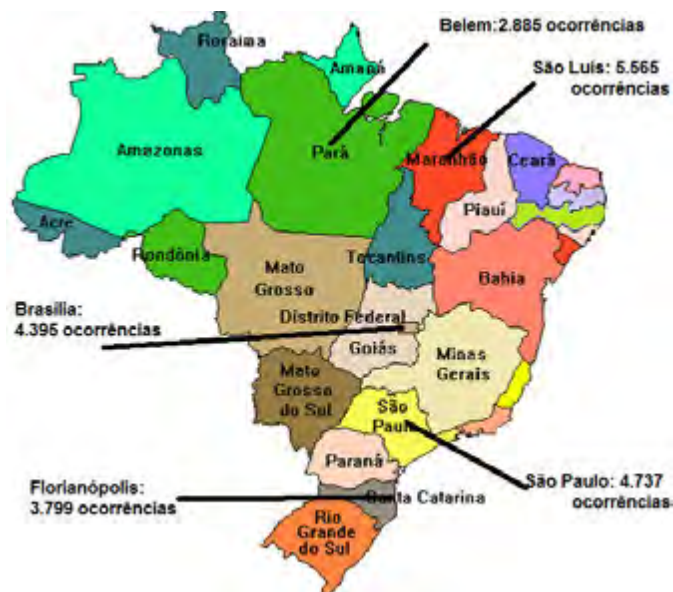 Belem:2.885 ocorrências
Roraima
Amapá
São Luís: 5.565
ocorrências
Amazonas
Pará
Maranhão
Ceará
Piauí
Acre
Rondônia
Tocantins
Mato
Grosso
Bahia
Brasília:
4.395 ocorrências
Distrito Federal
Goiás
Minas
Gerais
Mato
Grosso
do Sul
São
Paulo
Paraná
Florianópolis:
3.799 ocorrências
Santa Catarina
São Paulo: 4.737
ocorrências
Rio
Grande
do Sul